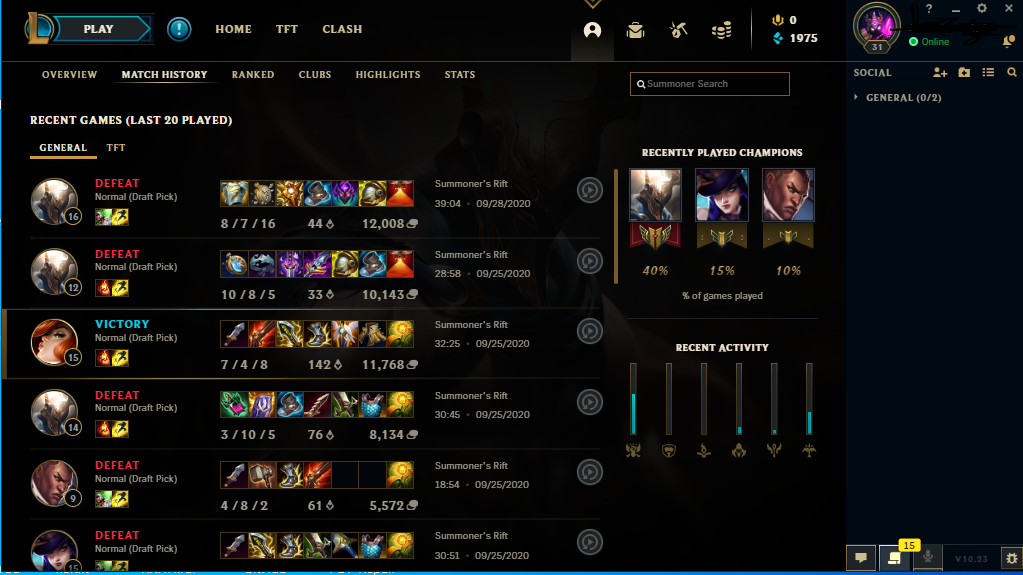 PLAY HOME TFT CLASH 0 1975 ?
31 Online
OVERVIEW MATCH HISTORY RANKED CLUBS HIGHLIGHTS STATS
Summoner Search
SOCIAL
GENERAL (0/2)
RECENT GAMES (LAST 20 PLAYED)
GENERAL TFT
DEFEAT
Normal (Draft Pick)
16
8 / 7 / 16 44 12,008
Summoner's Rift
39:04 • 09/28/2020
DEFEAT
Normal (Draft Pick)
12
10 / 8 / 5 33 10,143
Summoner's Rift
28:58 • 09/25/2020
VICTORY
Normal (Draft Pick)
15
7 / 4 / 8 142 11,768
Summoner's Rift
32:25 • 09/25/2020
DEFEAT
Normal (Draft Pick)
14
3 / 10 / 5 76 8,134
Summoner's Rift
30:45 • 09/25/2020
DEFEAT
Normal (Draft Pick)
9
4 / 8 / 2 61 5,572
Summoner's Rift
18:54 • 09/25/2020
DEFEAT
Normal (Draft Pick)
15
Summoner's Rift
30:51 • 09/25/2020
RECENTLY PLAYED CHAMPIONS
40% 15% 10%
% of games played
RECENT ACTIVITY
15
V10.23